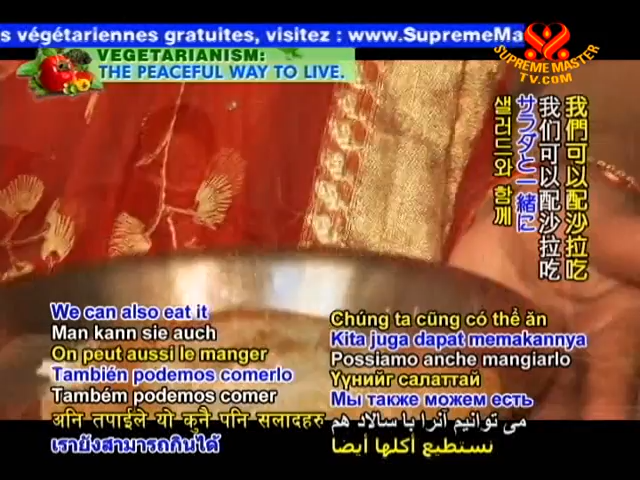 s végétariennes gratuites, visitez : www.SupremeMa
SUPREME MASTER
TV.COM
VEGETARIANISM:
THE PEACEFUL WAY TO LIVE.
我們可以配沙拉吃
我们可以配沙拉吃
サラダと一緒に
샐러드와 함께
We can also eat it
Man kann sie auch
On peut aussi le manger
También podemos comerlo
Também podemos comer
अनि तपाईले यो कुनै पनि सलादहरु
เรายังสามารถกินได้
Chúng ta cũng có thể ăn
Kita juga dapat memakannya
Possiamo anche mangiarlo
Үүнийг салаттай
Мы также можем есть
می توانیم آنرا با سالاد هم
نستطيع أكلها أيضا